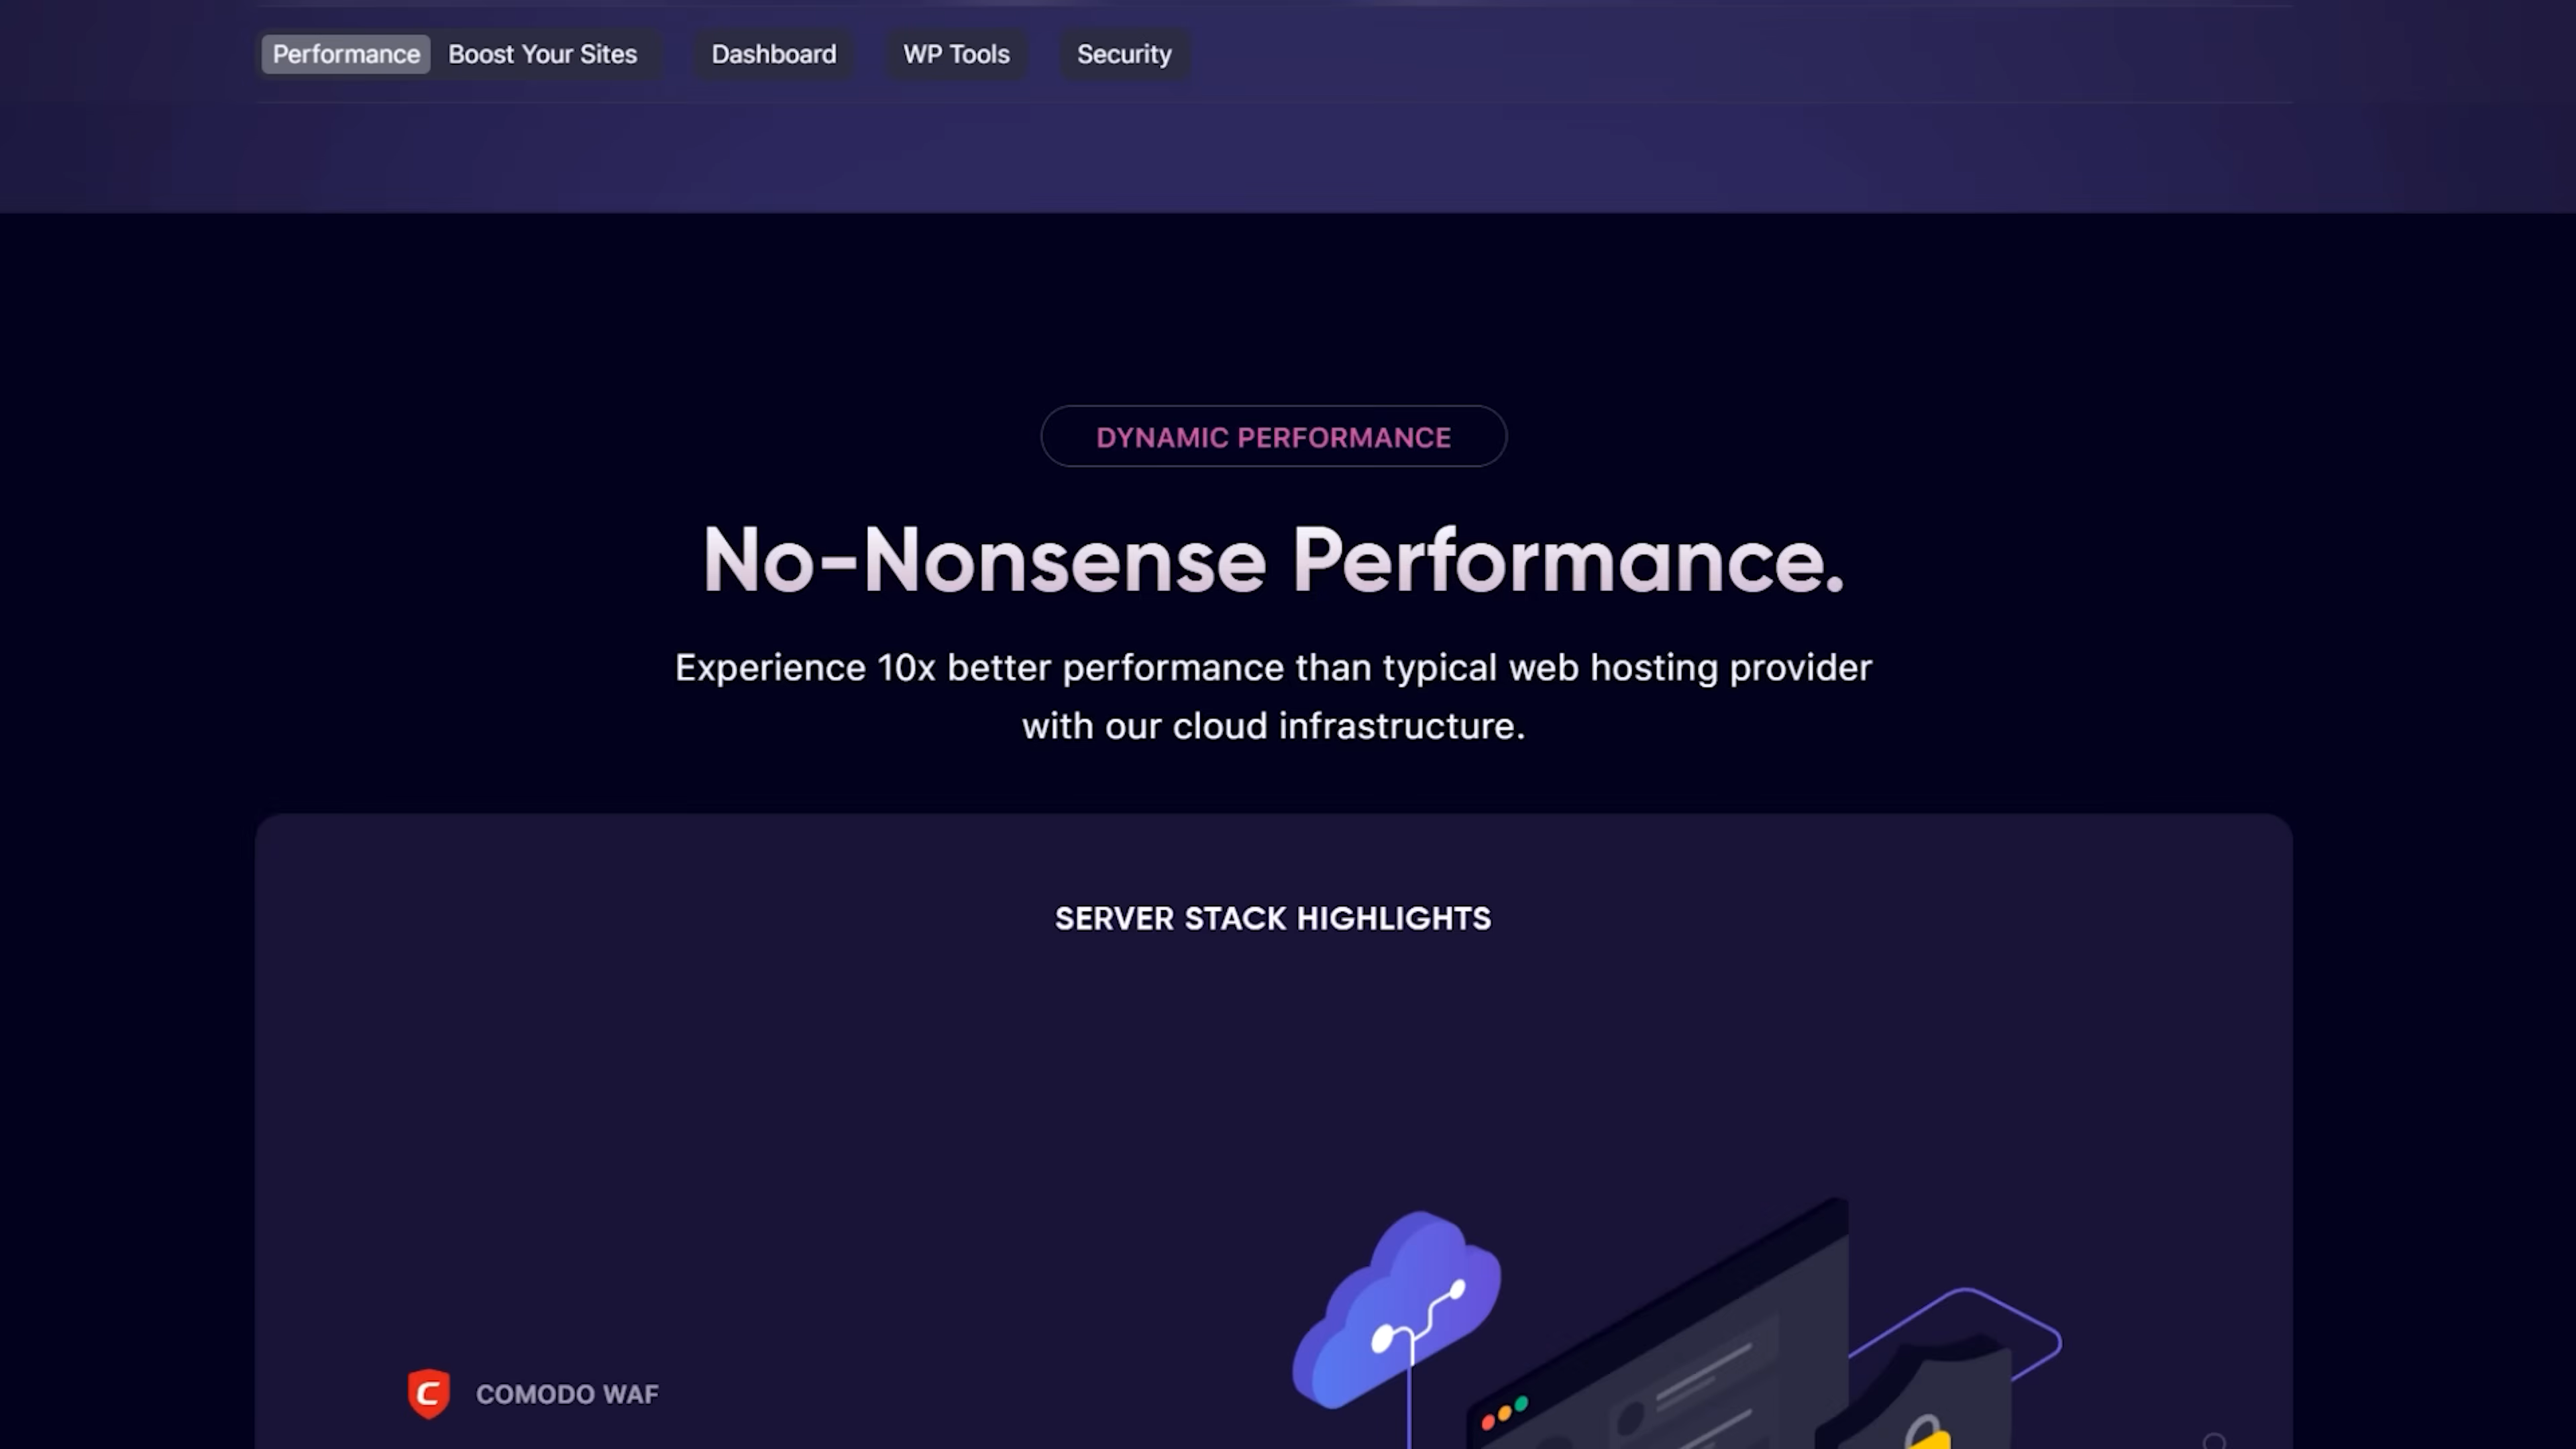 Performance Boost Your Sites Dashboard WP Tools Security
DYNAMIC PERFORMANCE
No-Nonsense Performance.
Experience 10x better performance than typical web hosting provider
with our cloud infrastructure.
SERVER STACK HIGHLIGHTS
C COMODO WAF